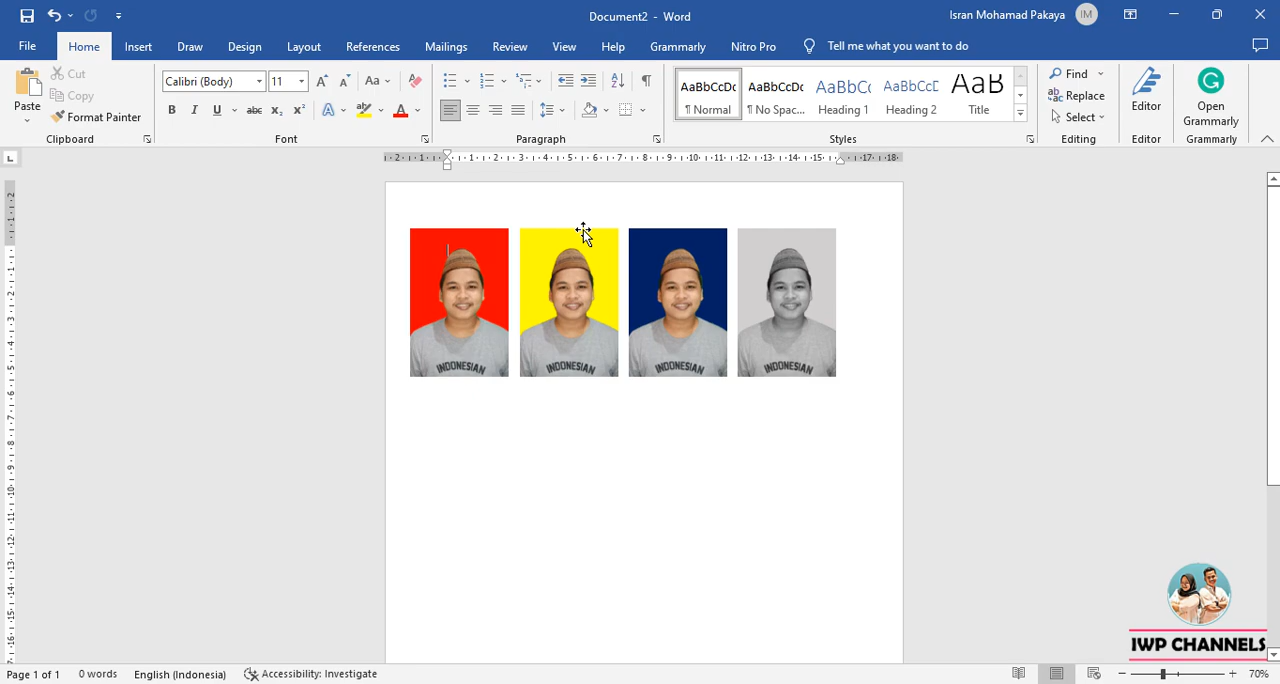 Document2 - Word
Isran Mohamad Pakaya
IM
File
Home
Insert
Draw
Design
Layout
References
Mailings
Review
View
Help
Grammarly
Nitro Pro
Tell me what you want to do
Paste
Cut
Copy
Format Painter
Clipboard
Calibri (Body)
11
Font
Paragraph
AaBbCcDc
¶ Normal
AaBbCcDc
¶ No Spac...
AaBbC(
Heading 1
AaBbCcE
Heading 2
AaB
Title
Styles
Find
Replace
Select
Editing
Editor
Editor
Open
Grammarly
Grammarly
INDONESIAN
INDONESIAN
INDONESIAN
INDONESIAN
IWP CHANNELS
Page 1 of 1
0 words
English (Indonesia)
Accessibility: Investigate
70%